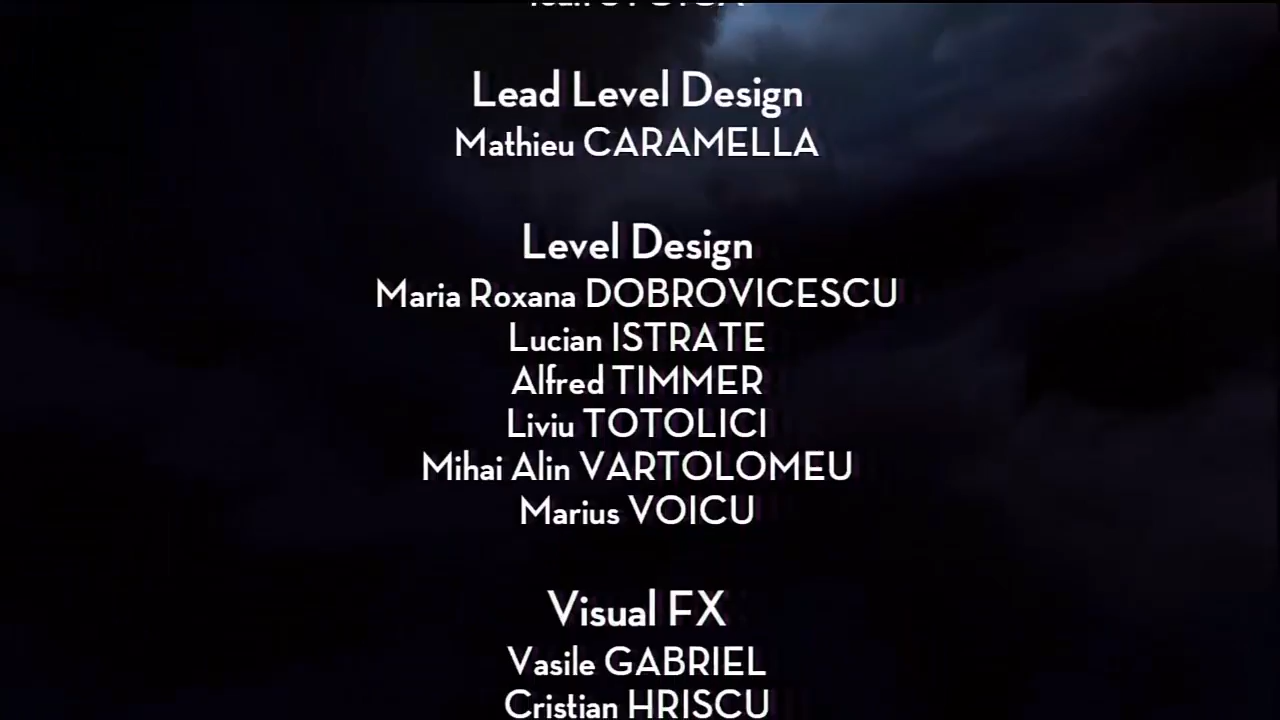 Lead Level Design
Mathieu CARAMELLA
Level Design
Maria Roxana DOBROVICESCU
Lucian ISTRATE
Alfred TIMMER
Liviu TOTOLICI
Mihai Alin VARTOLOMEU
Marius VOICU
Visual FX
Vasile GABRIEL
Cristian HRISCU